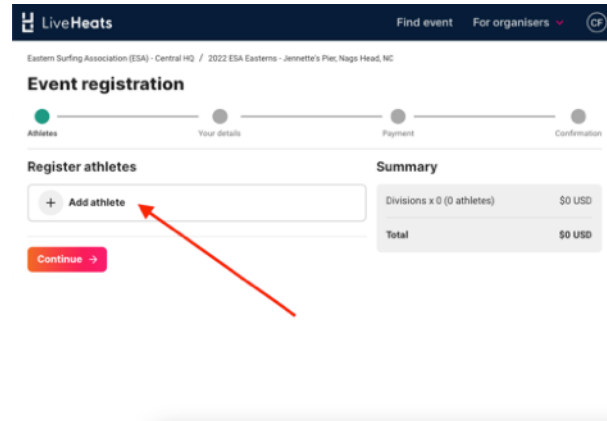 LiveHeats Find event For organisers CF
Eastern Surfing Association (ESA) - Central HQ / 2022 ESA Easterns - Jennette's Pier, Nags Head, NC
Event registration
Athletes Your details Payment Confirmation
Register athletes
Summary
+ Add athlete
Divisions x 0 (0 athletes) $0 USD
Total $0 USD
Continue →